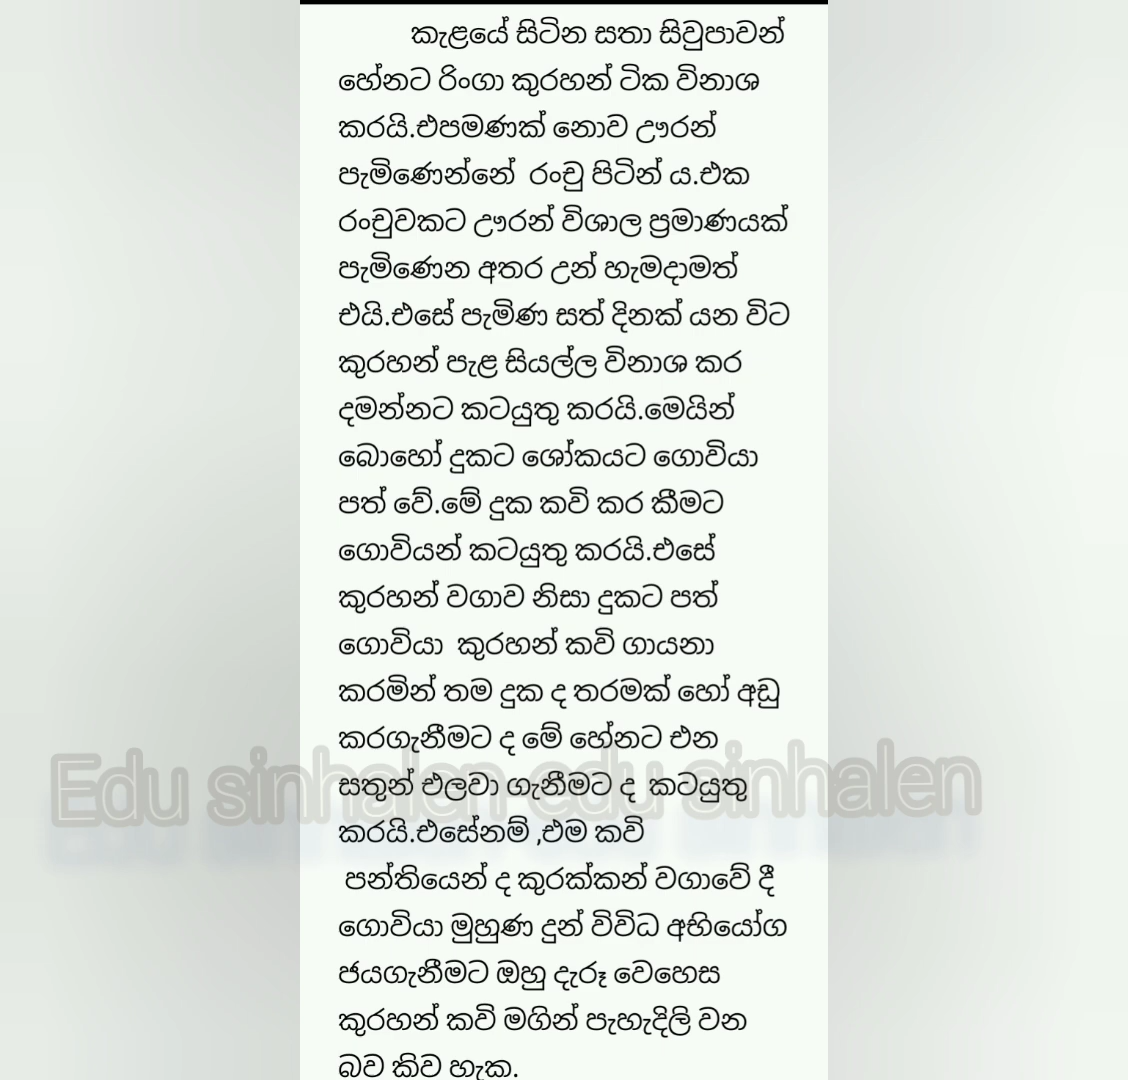 කැළයේ සිටින සතා සිවුපාවන්
හේනට රිංගා කුරහන් ටික විනාශ
කරයි.එපමණක් නොව ඌරන්
පැමිණෙන්නේ  රංචු පිටින් ය.එක
රංචුවකට ඌරන් විශාල ප්‍රමාණයක්
පැමිණෙන අතර උන් හැමදාමත්
එයි.එසේ පැමිණ සත් දිනක් යන විට
කුරහන් පැළ සියල්ල විනාශ කර
දමන්නට කටයුතු කරයි.මෙයින්
බොහෝ දුකට ශෝකයට ගොවියා
පත් වේ.මේ දුක කවි කර කීමට
ගොවියන් කටයුතු කරයි.එසේ
කුරහන් වගාව නිසා දුකට පත්
ගොවියා  කුරහන් කවි ගායනා
කරමින් තම දුක ද තරමක් හෝ අඩු
කරගැනීමට ද මේ හේනට එන
Edu sinhalen edu sinhalen
සතුන් එලවා ගැනීමට ද  කටයුතු
කරයි.එසේනම් ,එම කවි
පන්තියෙන් ද කුරක්කන් වගාවේ දී
ගොවියා මුහුණ දුන් විවිධ අභියෝග
ජයගැනීමට ඔහු දැරූ වෙහෙස
කුරහන් කවි මගින් පැහැදිලි වන
බව කිව හැක.